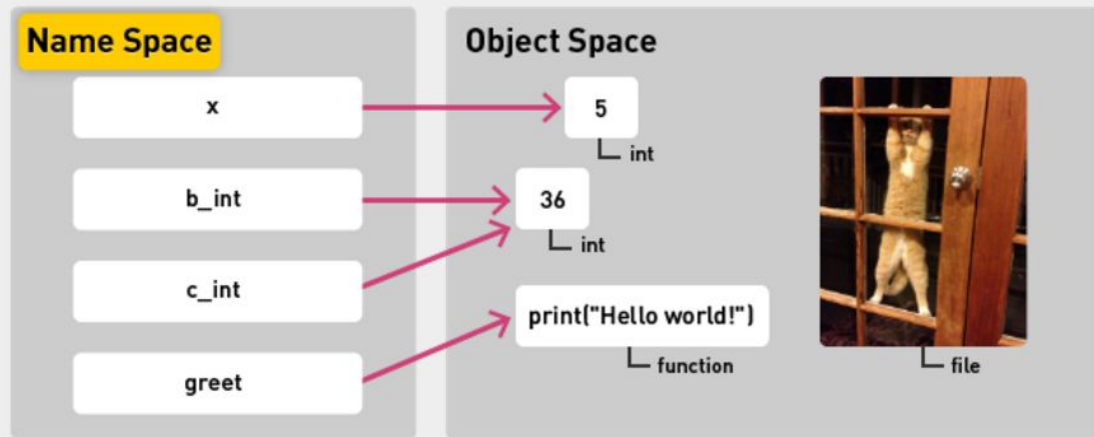 Name Space
x
b_int
c_int
greet
Object Space
5
int
36
int
print("Hello world!")
function
file